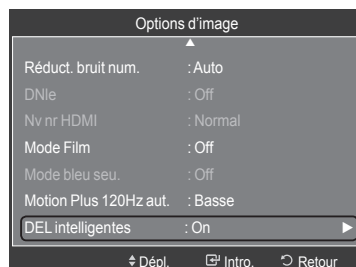 Options d'image
Réduct. bruit num. : Auto
DNIe : Off
Nv nr HDMI : Normal
Mode Film : Off
Mode bleu seu. : Off
Motion Plus 120Hz aut. : Basse
DEL intelligentes : On
Dépl. Intro. Retour